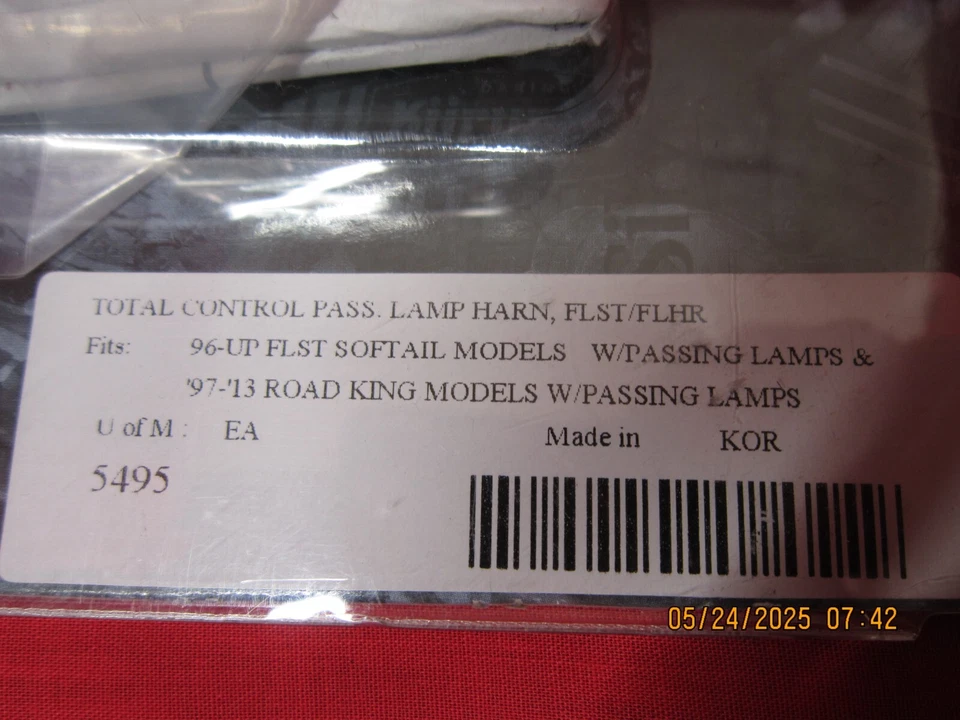 TOTAL CONTROL PASS. LAMP HARN, FLST/FLHR
Fits: 96-UP FLST SOFTAIL MODELS W/PASSING LAMPS &
'97-'13 ROAD KING MODELS W/PASSING LAMPS
U of M : EA Made in KOR
5495
05/24/2025 07:42